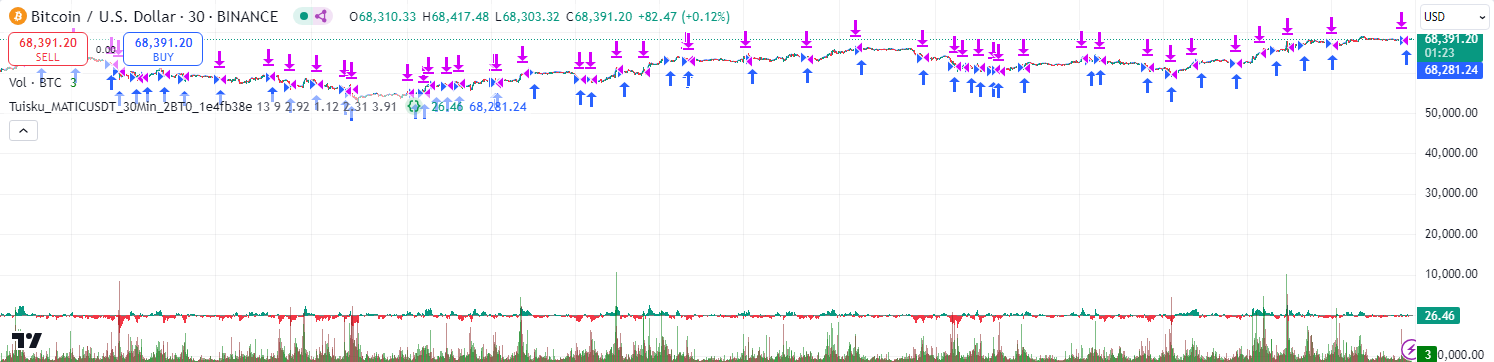 Bitcoin / U.S. Dollar · 30 · BINANCE
O68,310.33 H68,417.48 L68,303.32 C68,391.20 +82.47 (+0.12%)
USD
68,391.20
SELL
0.00
68,391.20
BUY
68,391.20
01:23
68,281.24
Vol · BTC 3
Tuisku_MATICUSDT_30Min_2BT0_1e4fb38e 13 9 2.92 1.12 2.31 3.91 26.46 68,281.24
50,000.00
40,000.00
30,000.00
20,000.00
10,000.00
26.46
3
0,000.00